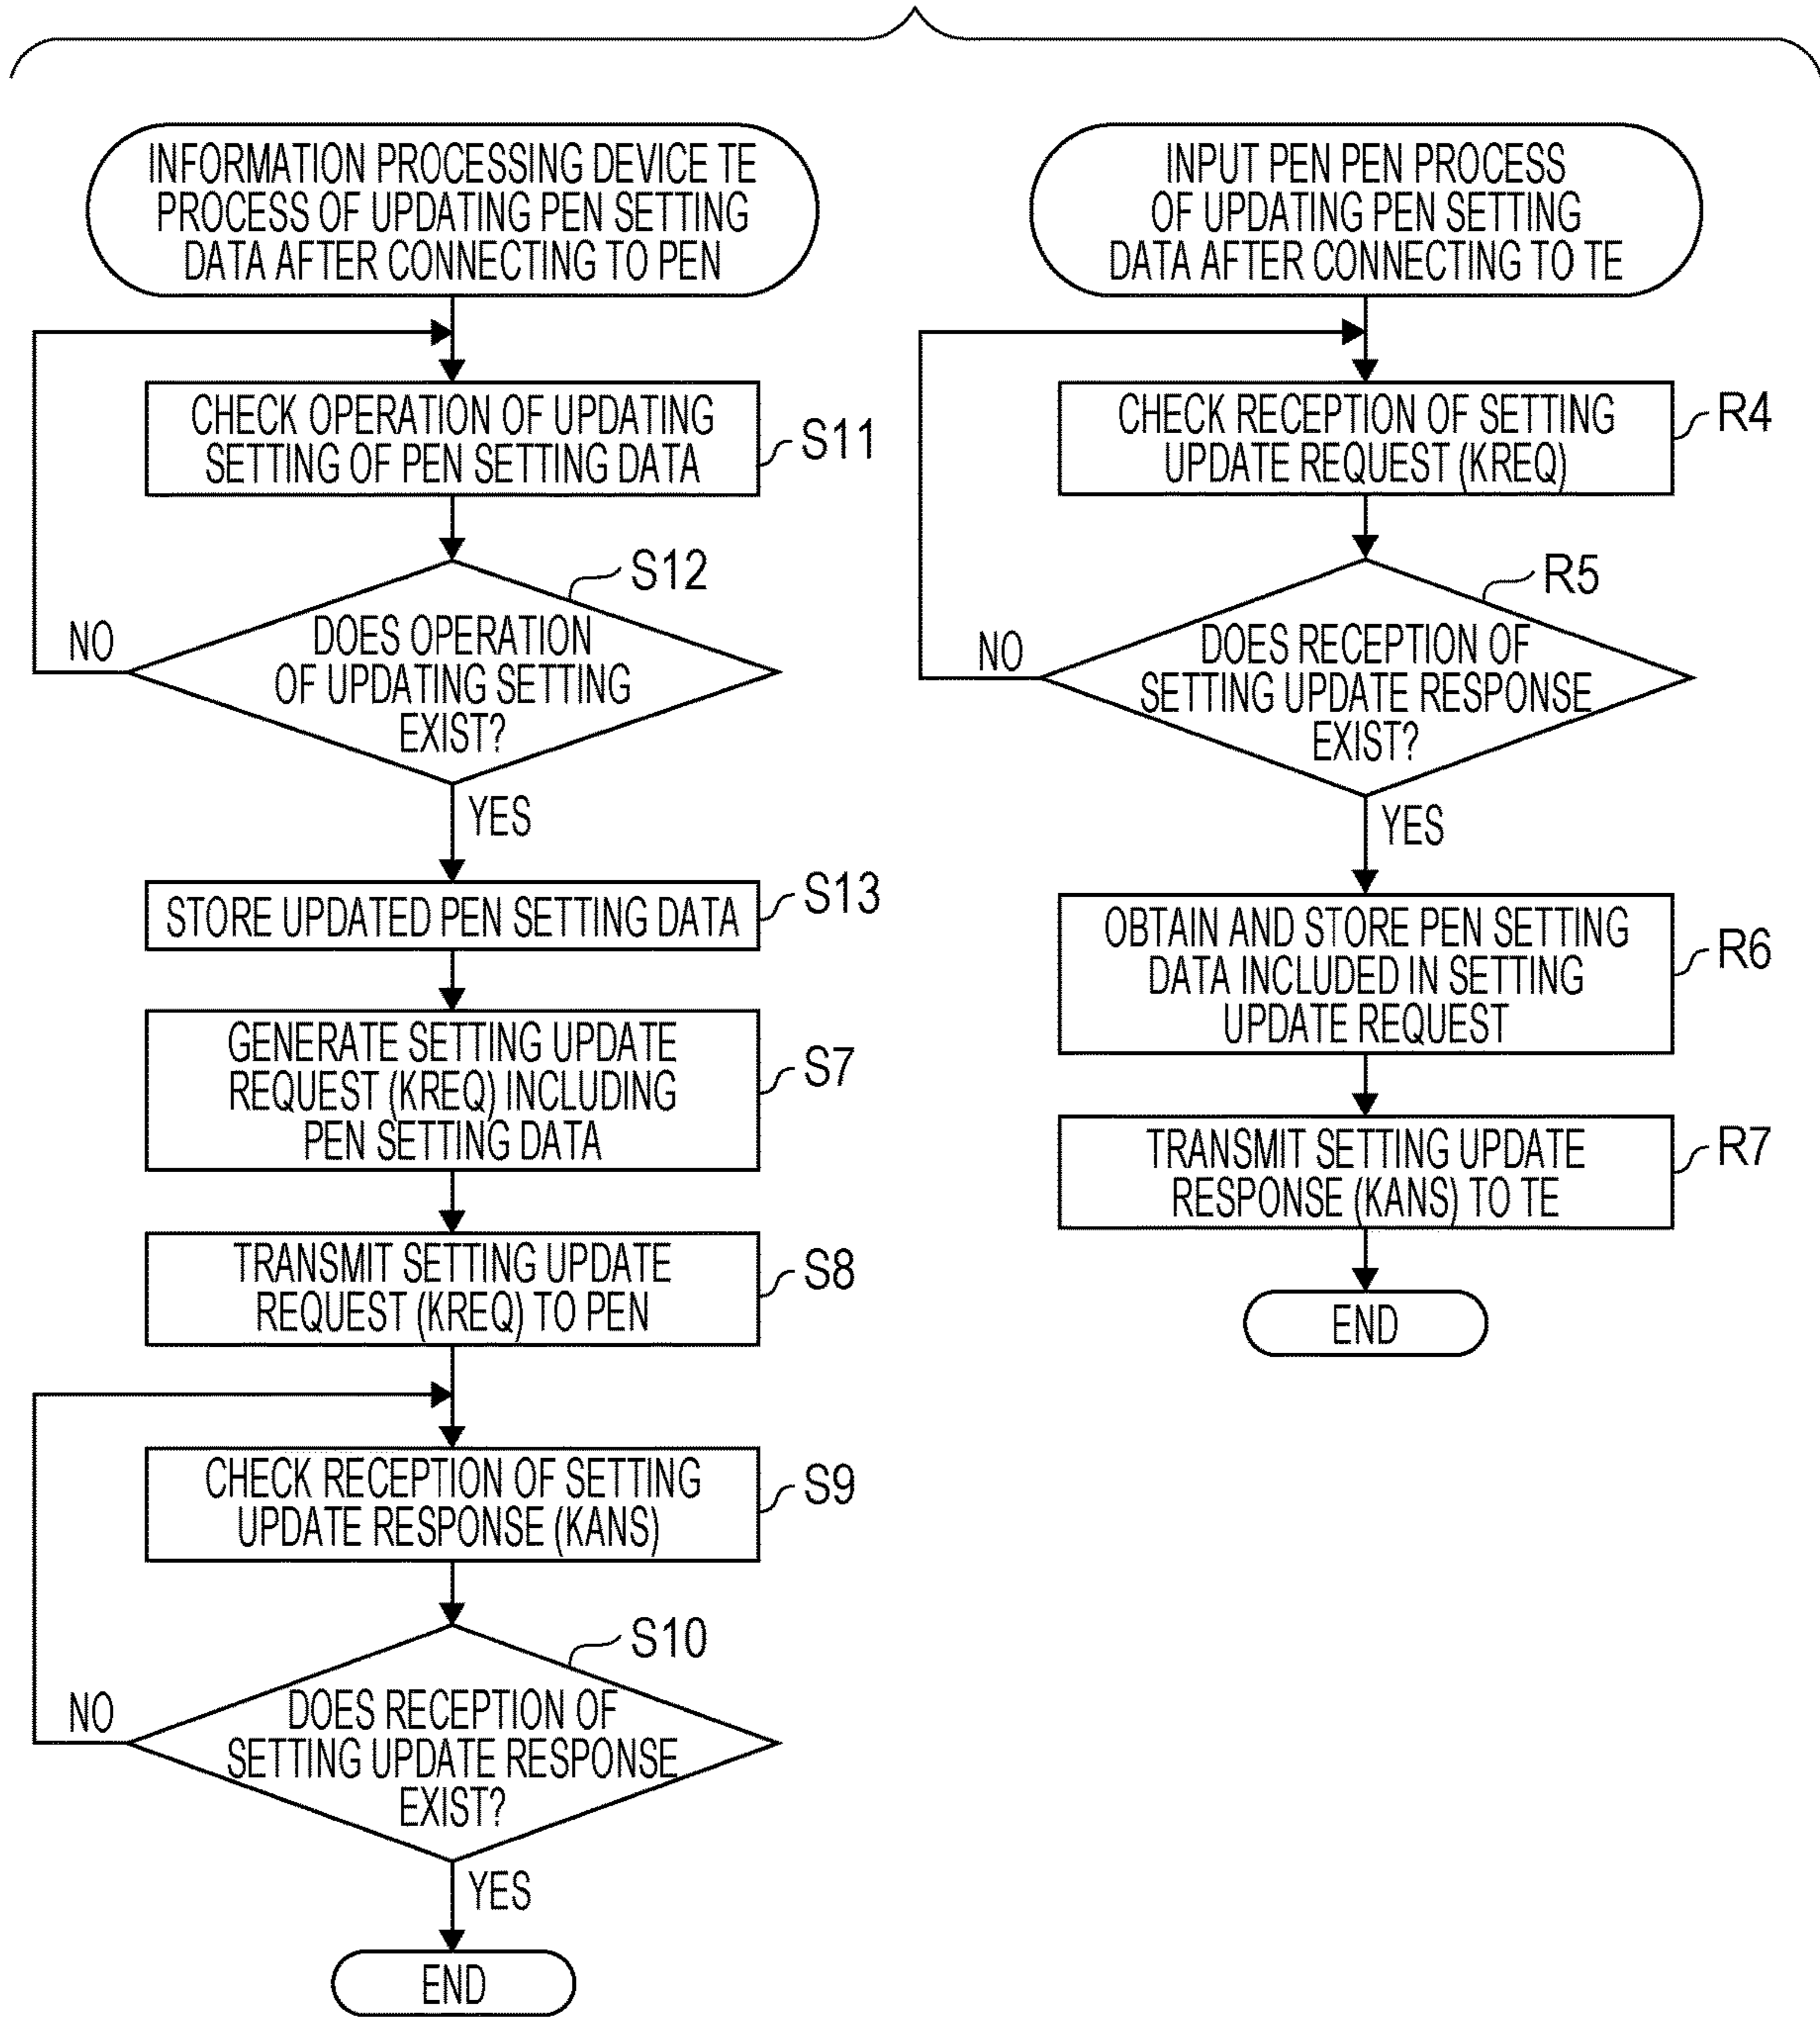 INFORMATION PROCESSING DEVICE TE
PROCESS OF UPDATING PEN SETTING
DATA AFTER CONNECTING TO PEN
CHECK OPERATION OF UPDATING
SETTING OF PEN SETTING DATA
S11
S12
DOES OPERATION
OF UPDATING SETTING
EXIST?
NO
YES
STORE UPDATED PEN SETTING DATA
S13
GENERATE SETTING UPDATE
REQUEST (KREQ) INCLUDING
PEN SETTING DATA
S7
TRANSMIT SETTING UPDATE
REQUEST (KREQ) TO PEN
S8
CHECK RECEPTION OF SETTING
UPDATE RESPONSE (KANS)
S9
S10
DOES RECEPTION OF
SETTING UPDATE RESPONSE
EXIST?
NO
YES
END
INPUT PEN PEN PROCESS
OF UPDATING PEN SETTING
DATA AFTER CONNECTING TO TE
CHECK RECEPTION OF SETTING
UPDATE REQUEST (KREQ)
R4
R5
DOES RECEPTION OF
SETTING UPDATE RESPONSE
EXIST?
NO
YES
OBTAIN AND STORE PEN SETTING
DATA INCLUDED IN SETTING
UPDATE REQUEST
R6
TRANSMIT SETTING UPDATE
RESPONSE (KANS) TO TE
R7
END